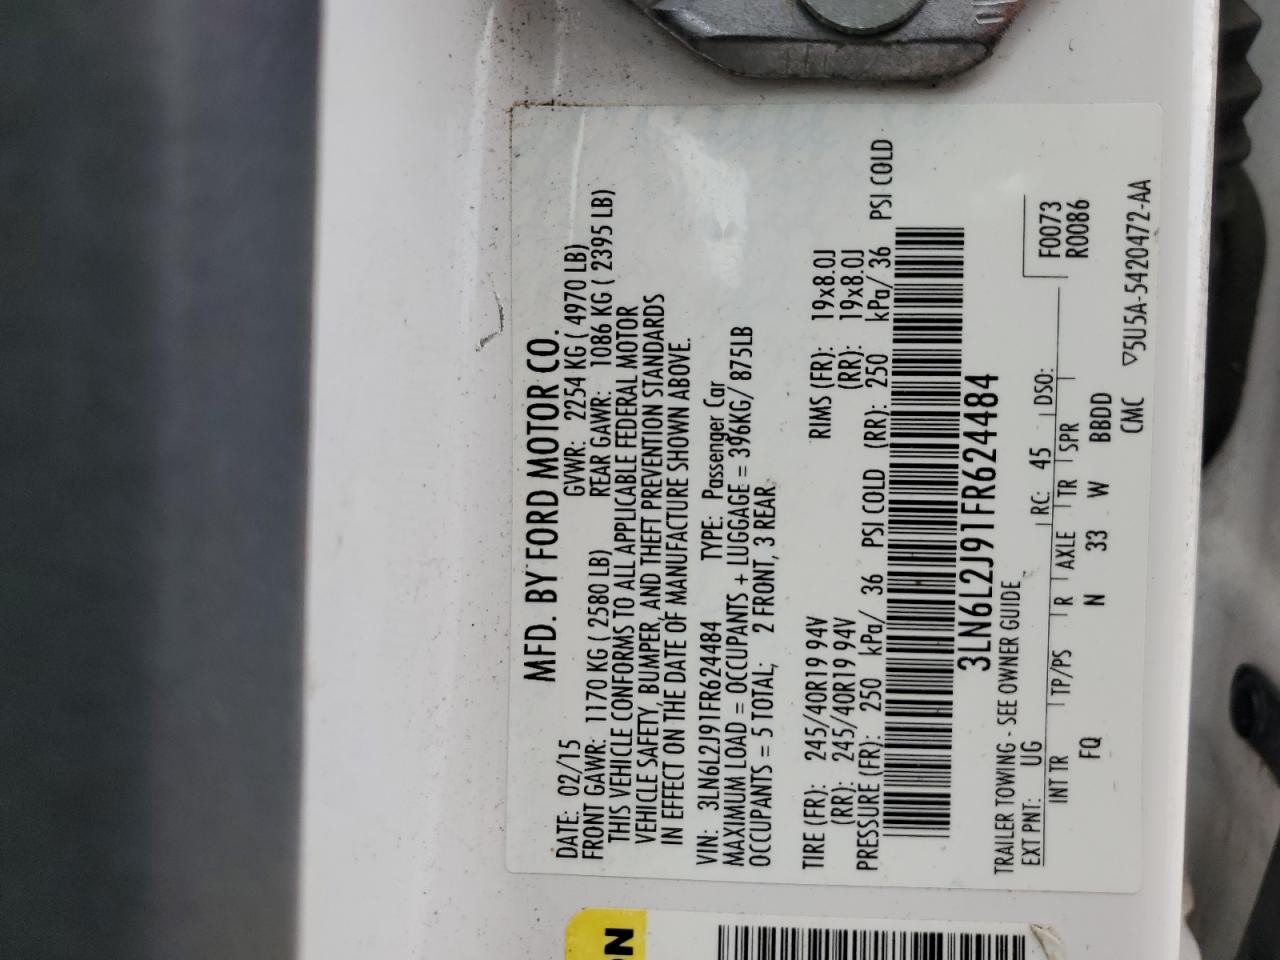 MFD. BY FORD MOTOR CO.
DATE: 02/15 GVWR: 2254 KG ( 4970 LB)
FRONT GAWR: 1170 KG ( 2580 LB) REAR GAWR: 1086 KG ( 2395 LB)
THIS VEHICLE CONFORMS TO ALL APPLICABLE FEDERAL MOTOR
VEHICLE SAFETY, BUMPER, AND THEFT PREVENTION STANDARDS
IN EFFECT ON THE DATE OF MANUFACTURE SHOWN ABOVE.
VIN: 3LN6L2J91FR624484 TYPE: Passenger Car
MAXIMUM LOAD = OCCUPANTS + LUGGAGE = 396KG/ 875LB
OCCUPANTS = 5 TOTAL; 2 FRONT, 3 REAR
TIRE (FR): 245/40R19 94V RIMS (FR): 19x8.0J
(RR): 245/40R19 94V (RR): 19x8.0J
PRESSURE (FR): 250 kPa/ 36 PSI COLD (RR): 250 kPa/ 36 PSI COLD
3LN6L2J91FR624484
TRAILER TOWING - SEE OWNER GUIDE
EXT PNT: UG RC: 45 DSO: F0073
R0086
INT TR TP/PS R AXLE TR SPR
FQ N 33 W BBDD
CMC ▽5U5A-5420472-AA
ON